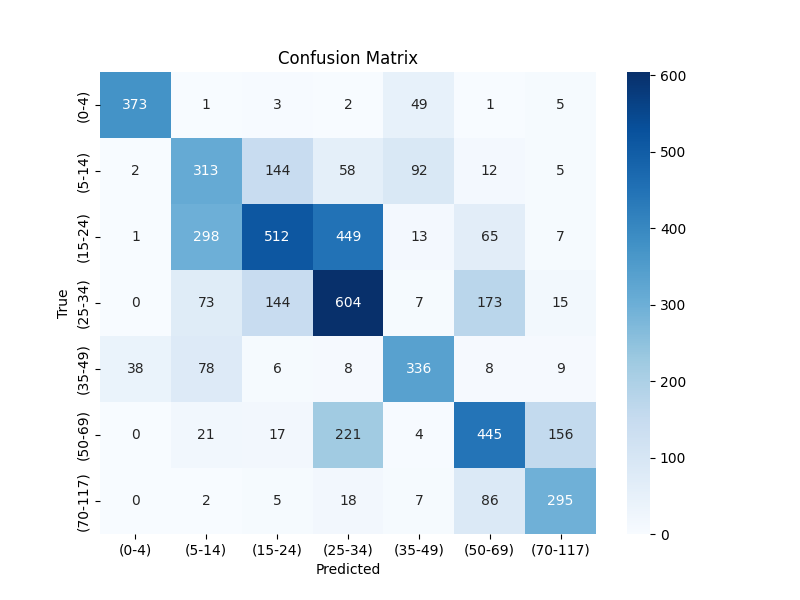 Confusion Matrix
(0-4) 373 1 3 2 49 1 5
(5-14) 2 313 144 58 92 12 5
(15-24) 1 298 512 449 13 65 7
(25-34) 0 73 144 604 7 173 15
(35-49) 38 78 6 8 336 8 9
(50-69) 0 21 17 221 4 445 156
(70-117) 0 2 5 18 7 86 295
True
(0-4) (5-14) (15-24) (25-34) (35-49) (50-69) (70-117)
Predicted
600
500
400
300
200
100
0